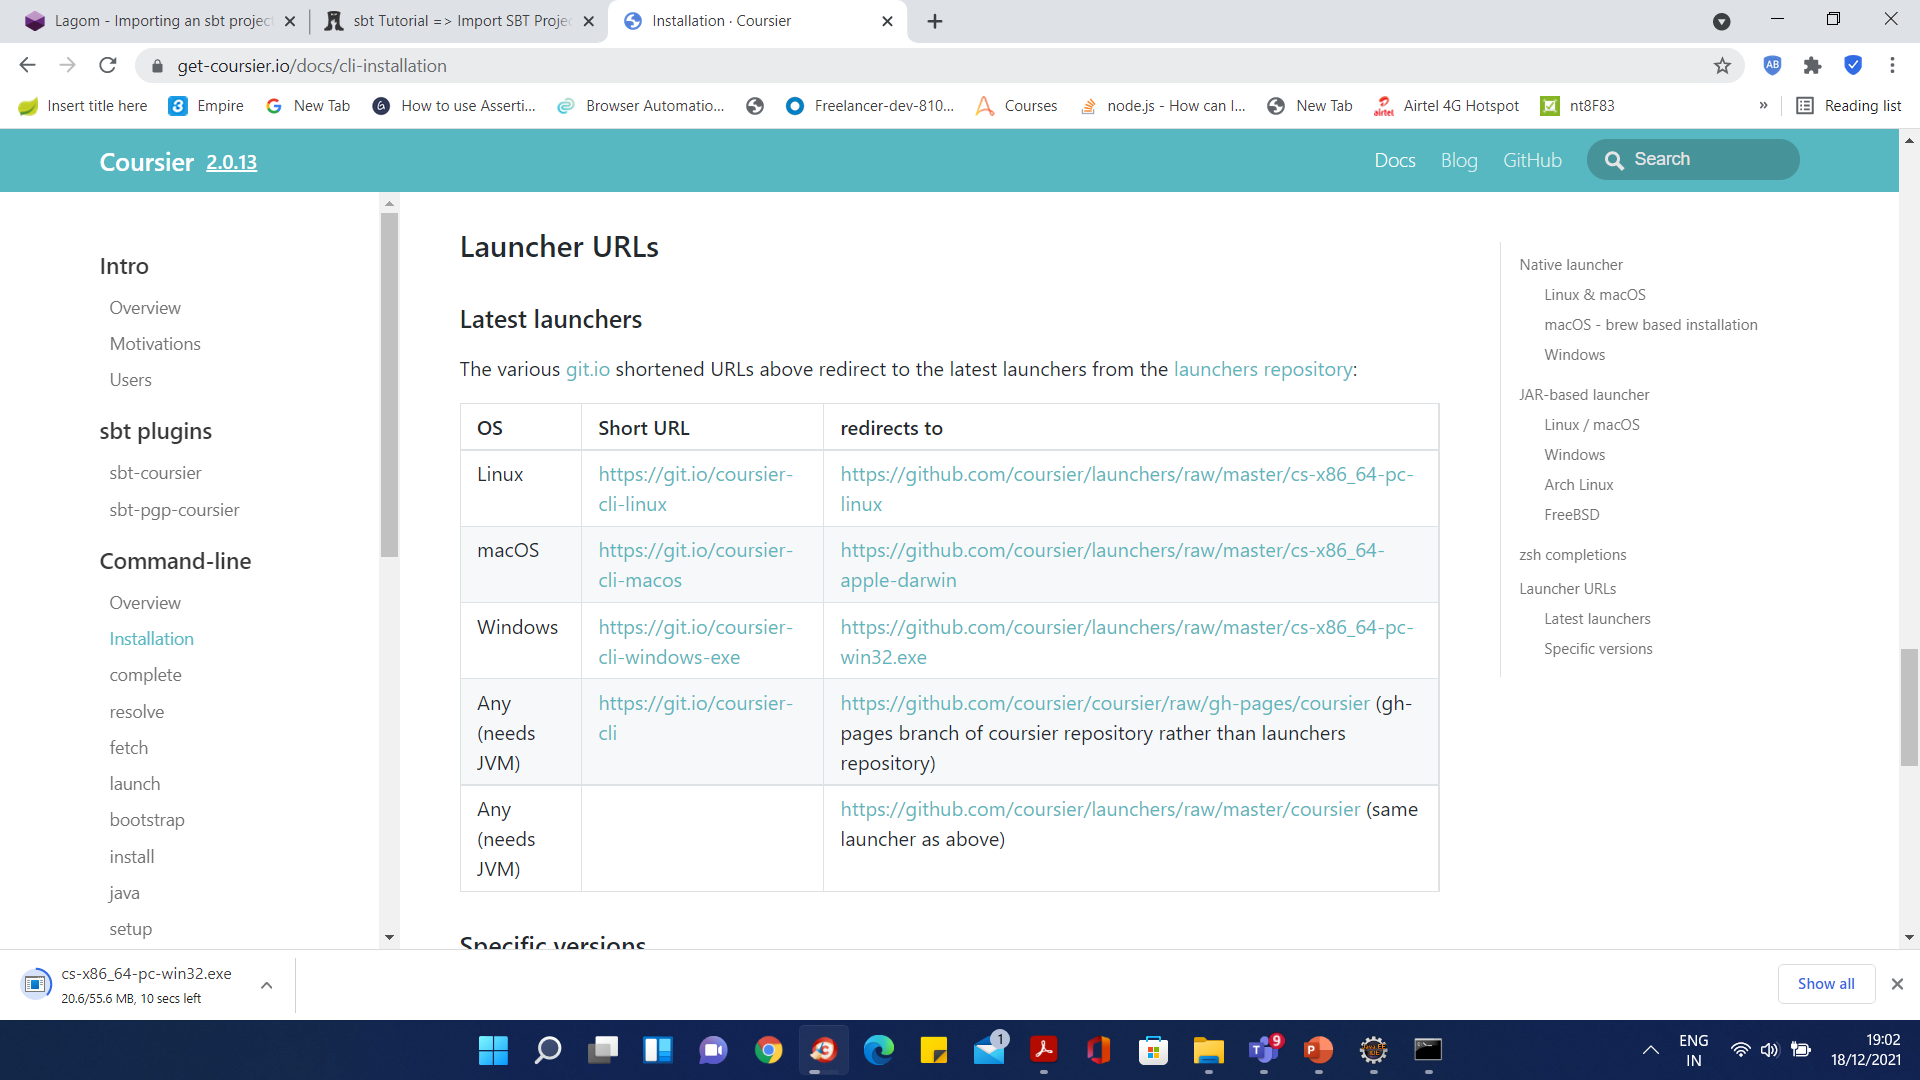 Lagom - Importing an sbt project
sbt Tutorial => Import SBT Projec
Installation · Coursier
get-coursier.io/docs/cli-installation
Insert title here
Empire
New Tab
How to use Asserti...
Browser Automatio...
Freelancer-dev-810...
Courses
node.js - How can I...
New Tab
Airtel 4G Hotspot
nt8F83
»
Reading list
Coursier 2.0.13
Docs
Blog
GitHub
Search
Intro
Overview
Motivations
Users
sbt plugins
sbt-coursier
sbt-pgp-coursier
Command-line
Overview
Installation
complete
resolve
fetch
launch
bootstrap
install
java
setup
Launcher URLs
Latest launchers
The various git.io shortened URLs above redirect to the latest launchers from the launchers repository:
OS
Short URL
redirects to
Linux
https://git.io/coursier-
cli-linux
https://github.com/coursier/launchers/raw/master/cs-x86_64-pc-
linux
macOS
https://git.io/coursier-
cli-macos
https://github.com/coursier/launchers/raw/master/cs-x86_64-
apple-darwin
Windows
https://git.io/coursier-
cli-windows-exe
https://github.com/coursier/launchers/raw/master/cs-x86_64-pc-
win32.exe
Any
(needs
JVM)
https://git.io/coursier-
cli
https://github.com/coursier/coursier/raw/gh-pages/coursier (gh-
pages branch of coursier repository rather than launchers
repository)
Any
(needs
JVM)
https://github.com/coursier/launchers/raw/master/coursier (same
launcher as above)
Specific versions
Native launcher
Linux & macOS
macOS - brew based installation
Windows
JAR-based launcher
Linux / macOS
Windows
Arch Linux
FreeBSD
zsh completions
Launcher URLs
Latest launchers
Specific versions
cs-x86_64-pc-win32.exe
20.6/55.6 MB, 10 secs left
Show all
1
9
ENG
IN
19:02
18/12/2021